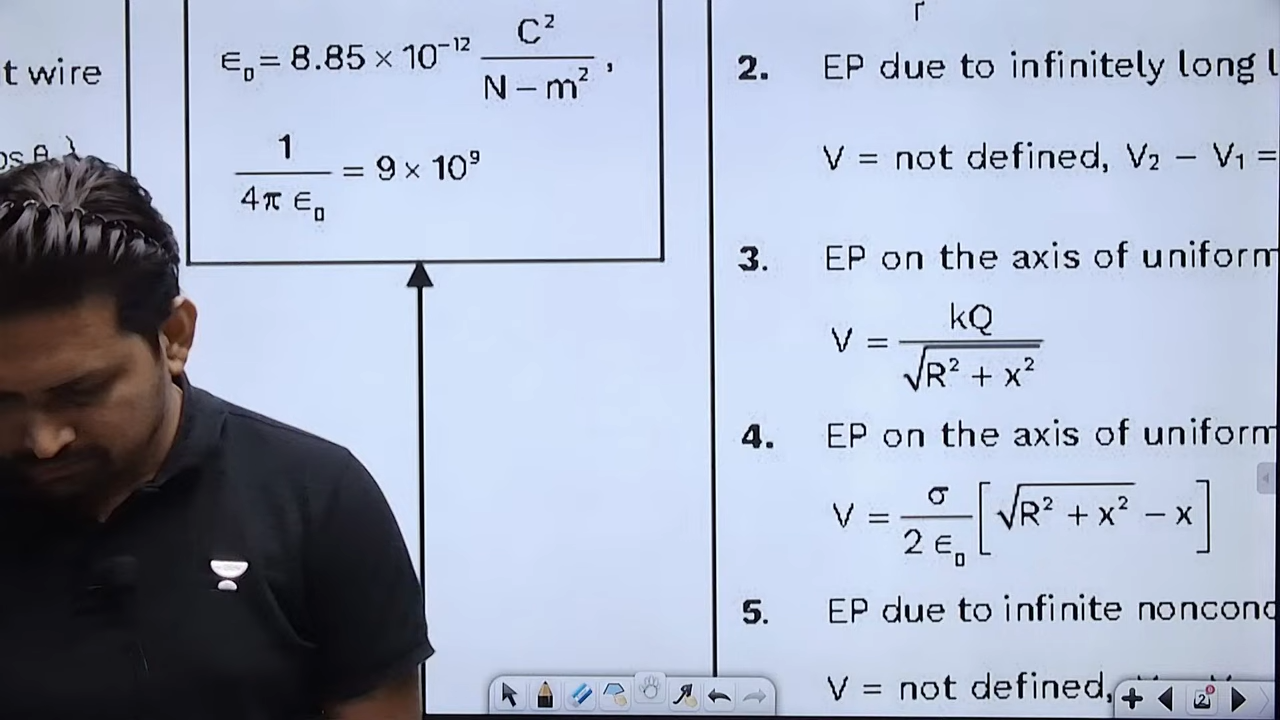 t wire
os θ }
ϵ₀ = 8.85 × 10⁻¹² C² / N – m² ,
1 / 4π ϵ₀ = 9 × 10⁹
r
2. EP due to infinitely long l
V = not defined, V₂ – V₁ =
3. EP on the axis of uniform
V = kQ / √R² + x²
4. EP on the axis of uniform
V = σ / 2 ϵ₀ [ √R² + x² – x ]
5. EP due to infinite noncond
V = not defined,
2